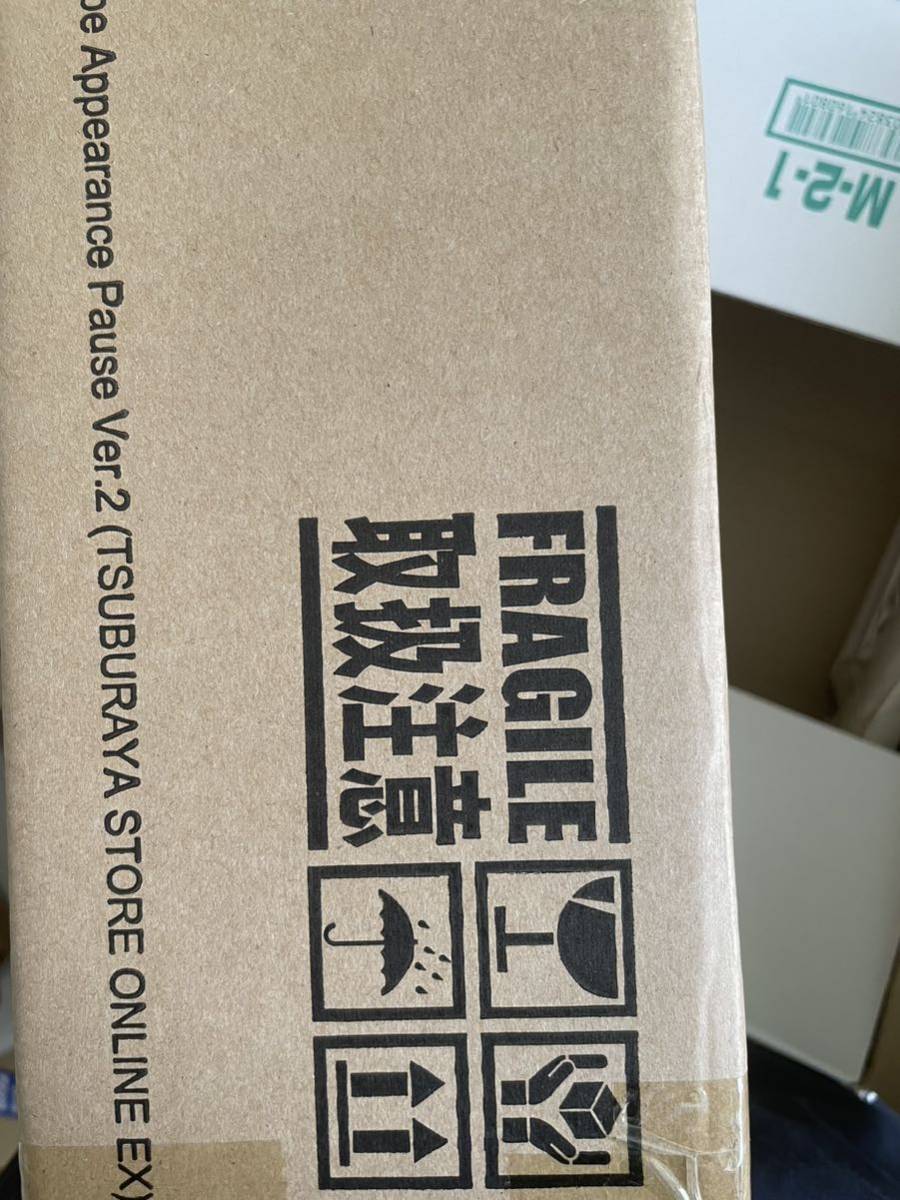 pe Appearance Pause Ver.2 (TSUBURAYA STORE ONLINE EX)
FRAGILE
取扱注意
M-2-1